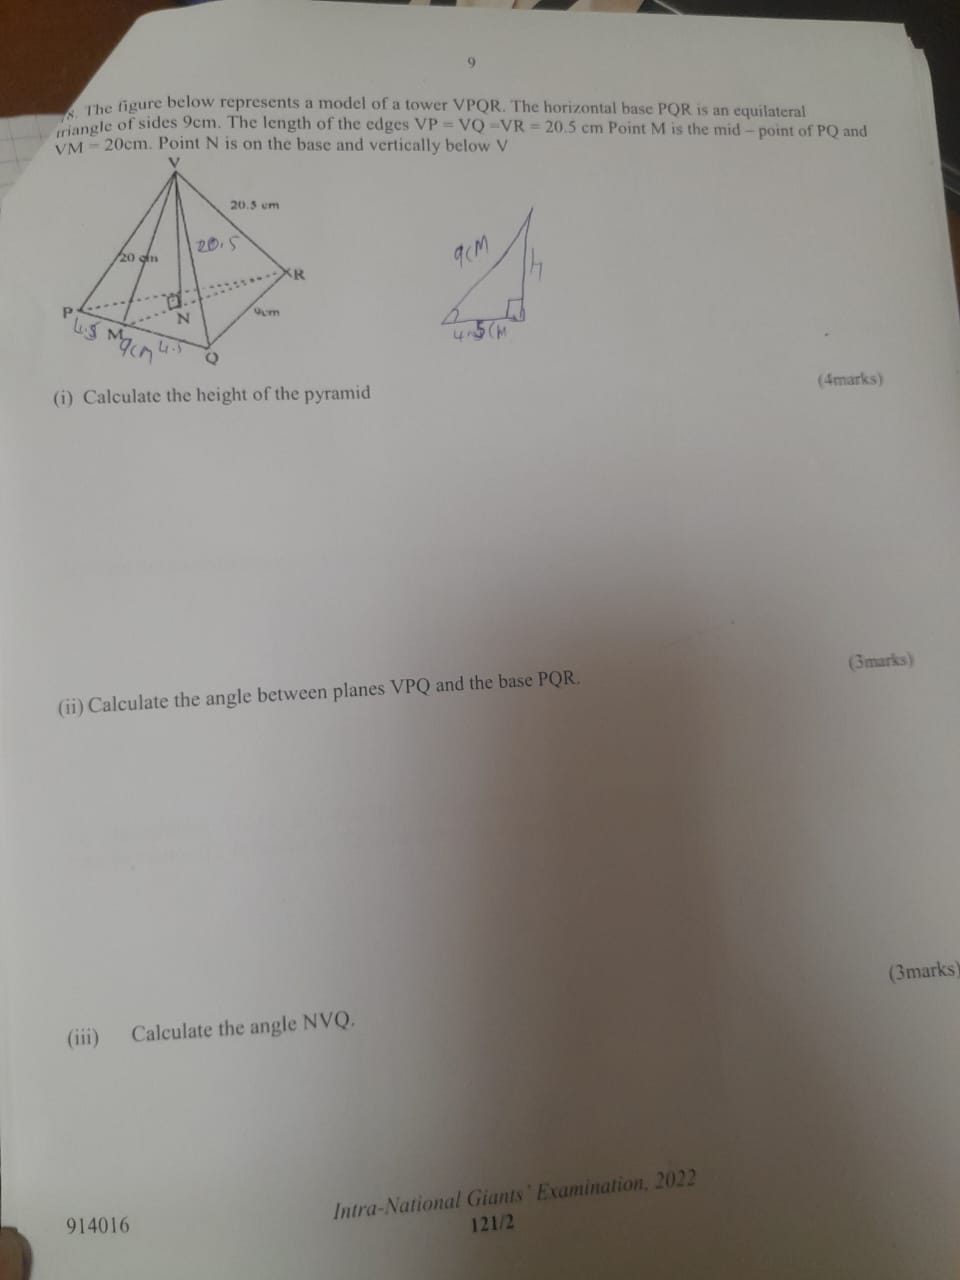 9
8. The figure below represents a model of a tower VPQR. The horizontal base PQR is an equilateral
triangle of sides 9cm. The length of the edges VP = VQ =VR = 20.5 cm Point M is the mid – point of PQ and
VM = 20cm. Point N is on the base and vertically below V
V
20.5 cm
20 cm
20.5
R
P
N
9cm
4.5
M
9cm
4.5
Q
9cM
h
4.5CM
(4marks)
(i) Calculate the height of the pyramid
(3marks)
(ii) Calculate the angle between planes VPQ and the base PQR.
(3marks)
(iii) Calculate the angle NVQ.
Intra-National Giants' Examination, 2022
914016
121/2